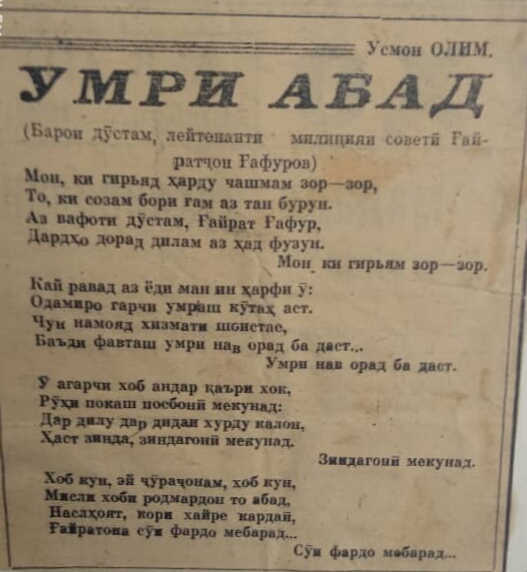 Усмон ОЛИМ.
УМРИ АБАД
(Барои дӯстам, лейтенанти милицияи советӣ Ғай-
ратҷон Ғафуров)
Мон, ки гирьяд ҳарду чашмам зор—зор,
То, ки созам бори ғам аз тан бурун.
Аз вафоти дӯстам, Ғайрат Ғафур,
Дардҳо дорад дилам аз ҳад фузун.
Мон ки гирьям зор—зор.
Кай равад аз ёди ман ин ҳарфи ӯ:
Одамиро гарчи умраш кӯтаҳ аст.
Чун намояд хизмати шоистае,
Баъди фавташ умри нав орад ба даст...
Умри нав орад ба даст.
Ӯ агарчи хоб андар қаъри хок,
Рӯҳи покаш посбонӣ мекунад:
Дар дилу дар дидаи хурду калон,
Ҳаст зинда, зиндагонӣ мекунад.
Зиндагонӣ мекунад.
Хоб кун, эй ҷӯраҷонам, хоб кун,
Мисли хоби родмардон то абад,
Наслҳоят, кори хайре кардаӣ,
Ғайратона сӯи фардо мебарад...
Сӯи фардо мебарад...